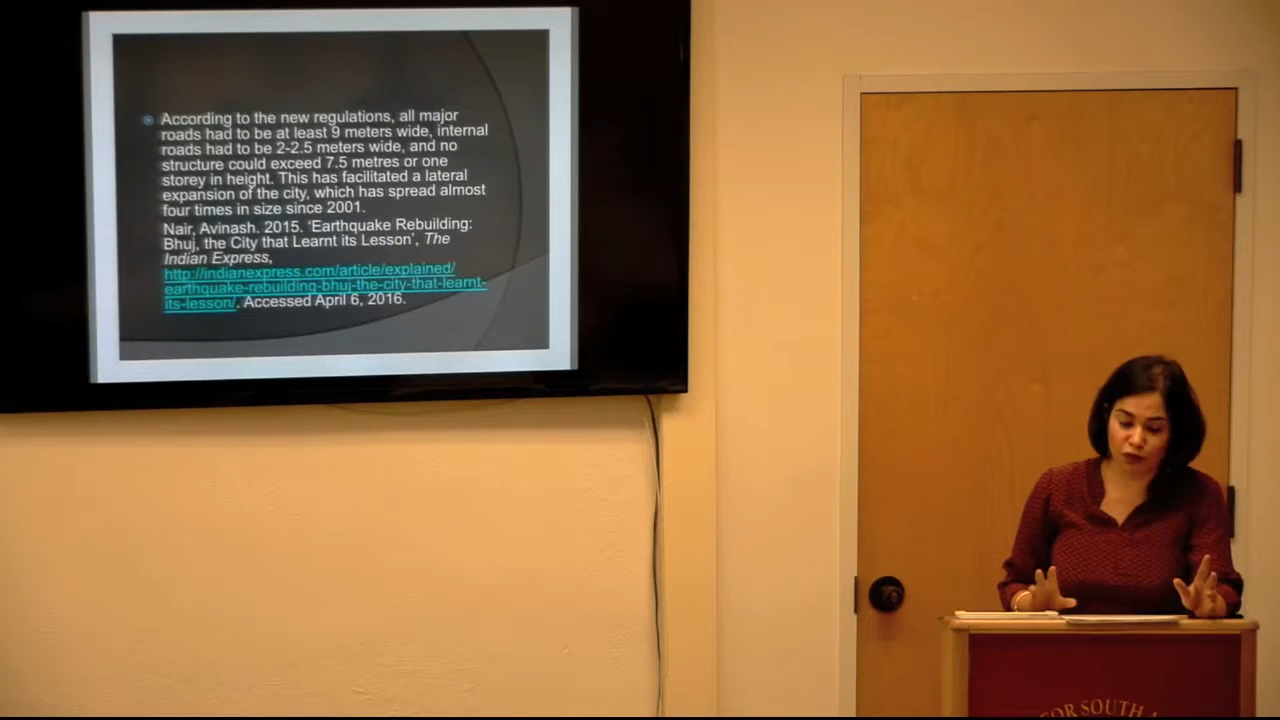 According to the new regulations, all major
roads had to be at least 9 meters wide, internal
roads had to be 2-2.5 meters wide, and no
structure could exceed 7.5 metres or one
storey in height. This has facilitated a lateral
expansion of the city, which has spread almost
four times in size since 2001.
Nair, Avinash. 2015. ‘Earthquake Rebuilding:
Bhuj, the City that Learnt its Lesson’, The
Indian Express,
http://indianexpress.com/article/explained/
earthquake-rebuilding-bhuj-the-city-that-learnt-
its-lesson/. Accessed April 6, 2016.
FOR SOUTH